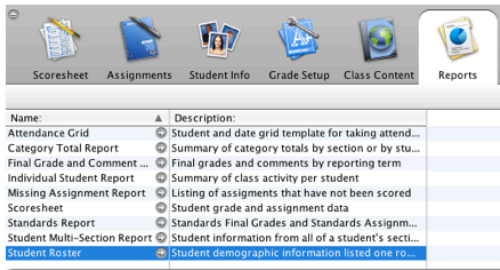 Scoresheet Assignments Student Info Grade Setup Class Content Reports
Name: Description:
Attendance Grid Student and date grid template for taking attend...
Category Total Report Summary of category totals by section or by stu...
Final Grade and Comment ... Final grades and comments by reporting term
Individual Student Report Summary of class activity per student
Missing Assignment Report Listing of assigments that have not been scored
Scoresheet Student grade and assignment data
Standards Report Standards Final Grades and Standards Assignm...
Student Multi-Section Report Student information from all of a student's secti...
Student Roster Student demographic information listed one ro...